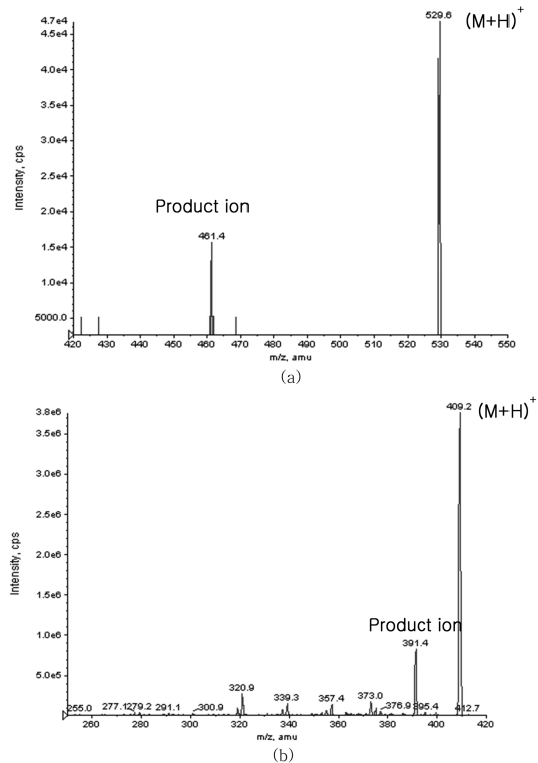 4.7e4
529.6
(M+H)+
4.5e4
4.0e4
3.5e4
3.0e4
2.5e4
2.0e4
1.5e4
1.0e4
5000.0
Intensity, cps
Product ion
461.4
420 430 440 450 460 470 480 490 500 510 520 530 540 550
m/z, amu
(a)
3.8e6
409.2
(M+H)+
3.5e6
3.0e6
2.5e6
2.0e6
1.5e6
1.0e6
5.0e5
Intensity, cps
Product ion
391.4
320.9
339.3
357.4
373.0
255.0 277.1 279.2 291.1 300.9 376.9 395.4 412.7
260 280 300 320 340 360 380 400 420
m/z, amu
(b)